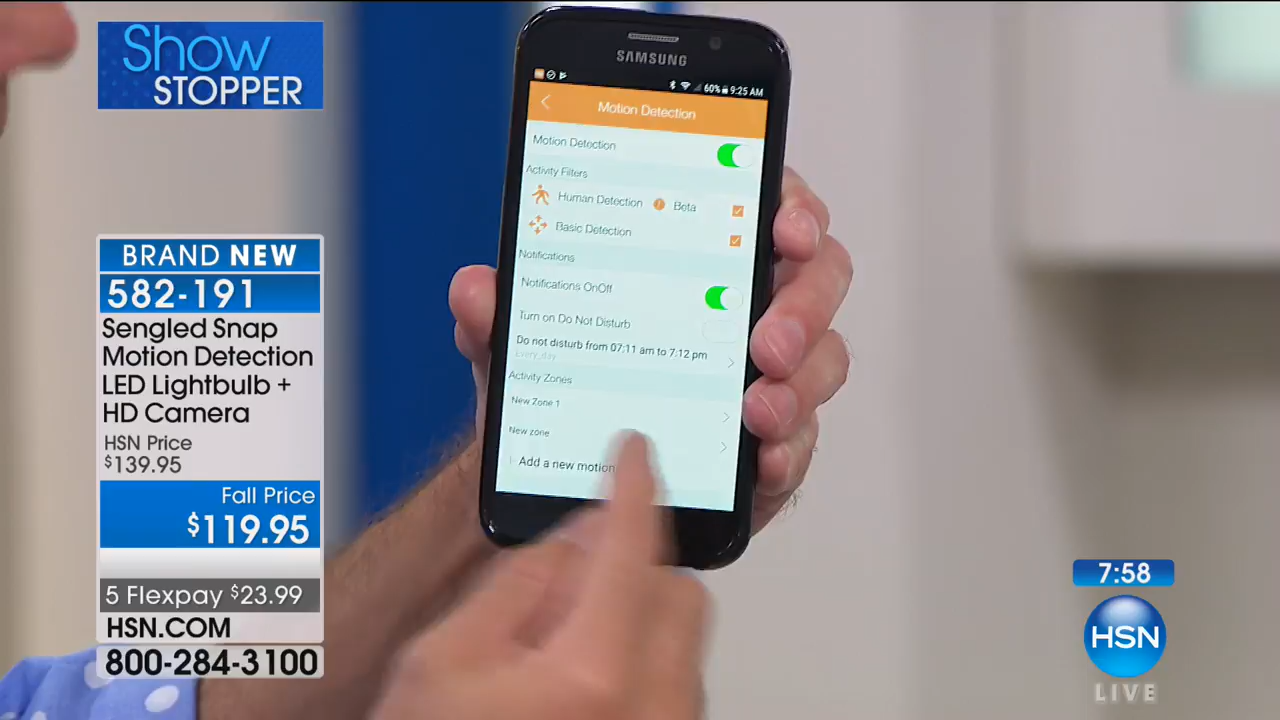 Show
STOPPER
BRAND NEW
582-191
Sengled Snap
Motion Detection
LED Lightbulb +
HD Camera
HSN Price
$139.95
Fall Price
$119.95
5 Flexpay $23.99
HSN.COM
800-284-3100
SAMSUNG
60% 9:25 AM
Motion Detection
Motion Detection
Activity Filters
Human Detection Beta
Basic Detection
Notifications
Notifications OnOff
Turn on Do Not Disturb
Do not disturb from 07:11 am to 7:12 pm
Every_day
Activity Zones
New Zone 1
New zone
Add a new motion
7:58
HSN
LIVE